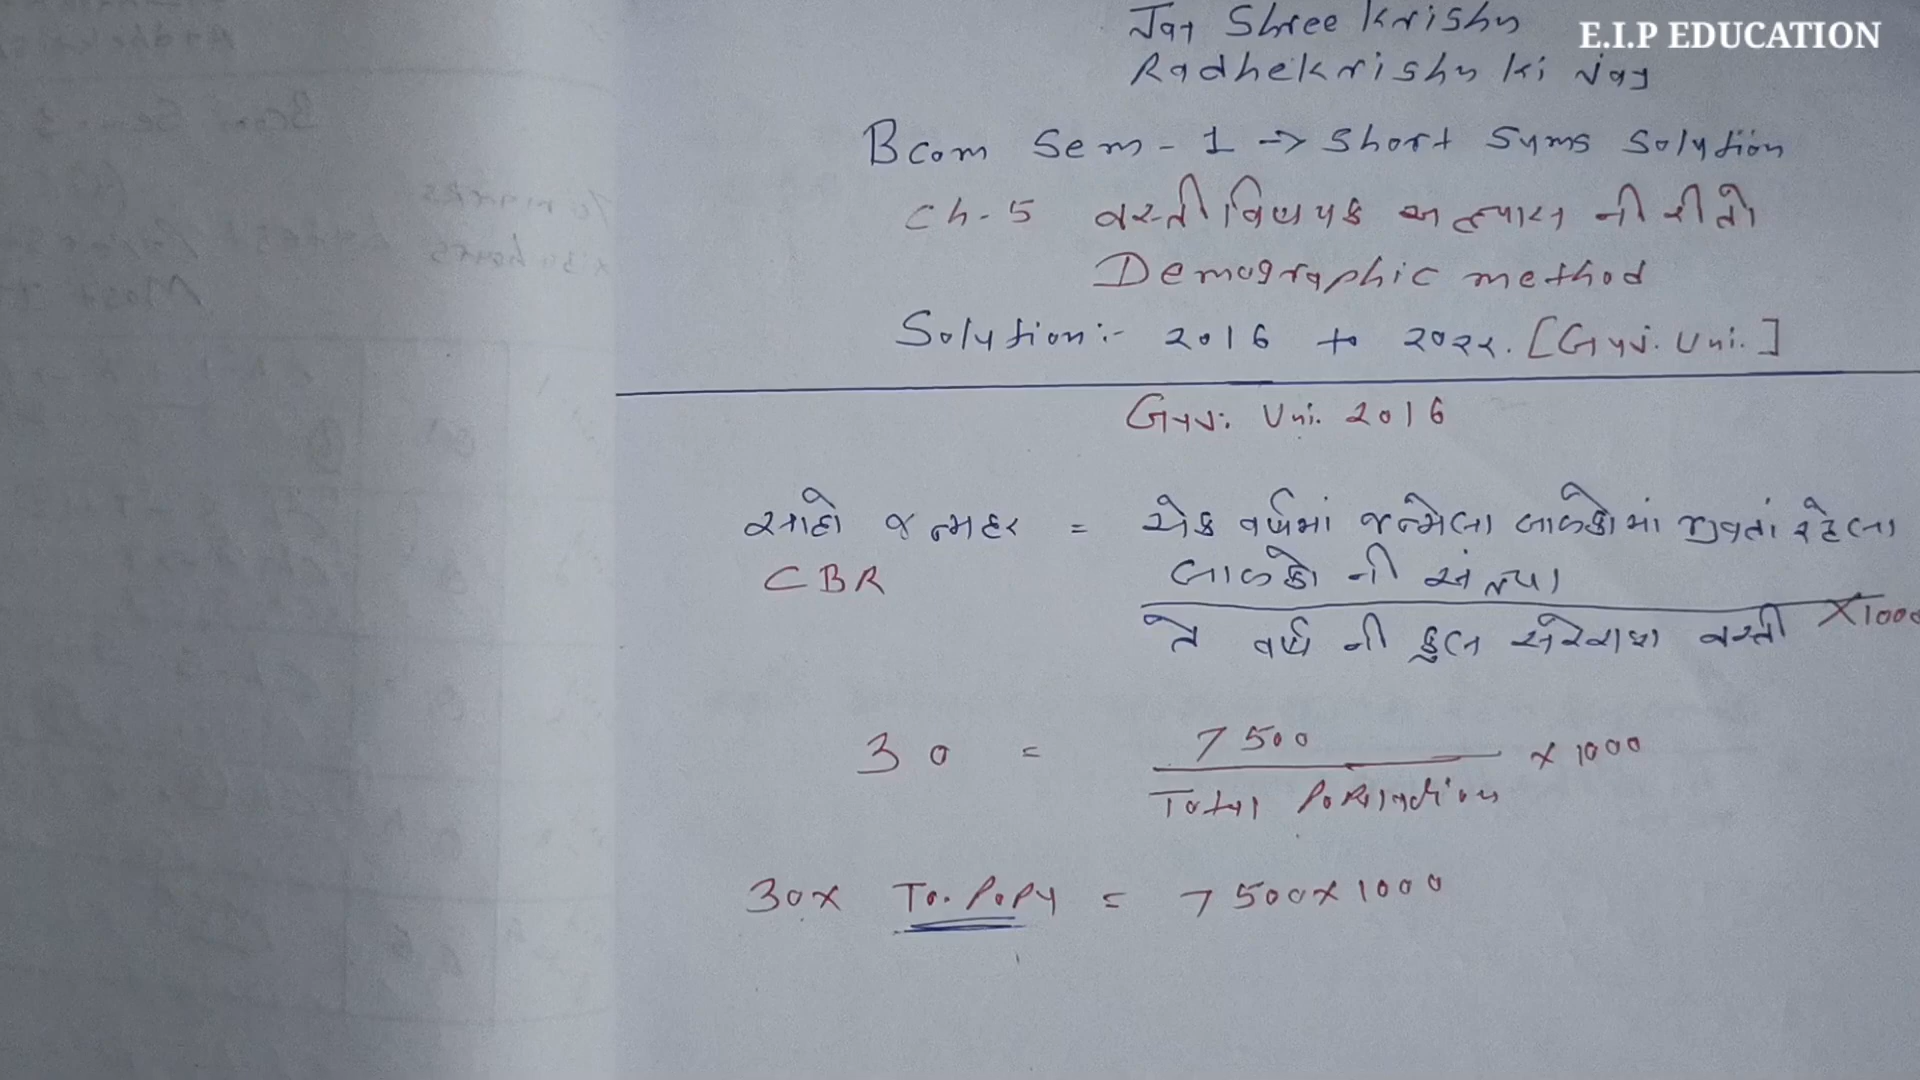 Jay Shree Krishn
E.I.P EDUCATION
Radhekrishn ki Jay
Bcom Sem - 1 -> Short Sums Solution
Ch-5 વસ્તીવિષયક અભ્યાસ ની રીતો
Demographic method
Solution:- 2016 to 2022. [Guj. Uni.]
Guj. Uni. 2016
સાદો જન્મદર = એક વર્ષમાં જન્મેલા બાળકોમાં જીવતાં રહેલા
CBR બાળકો ની સંખ્યા
તે વર્ષ ની કુલ સરેરાશ વસ્તી ×1000
30 = 7500 × 1000
Total Population
30× To. Popu = 7500×1000